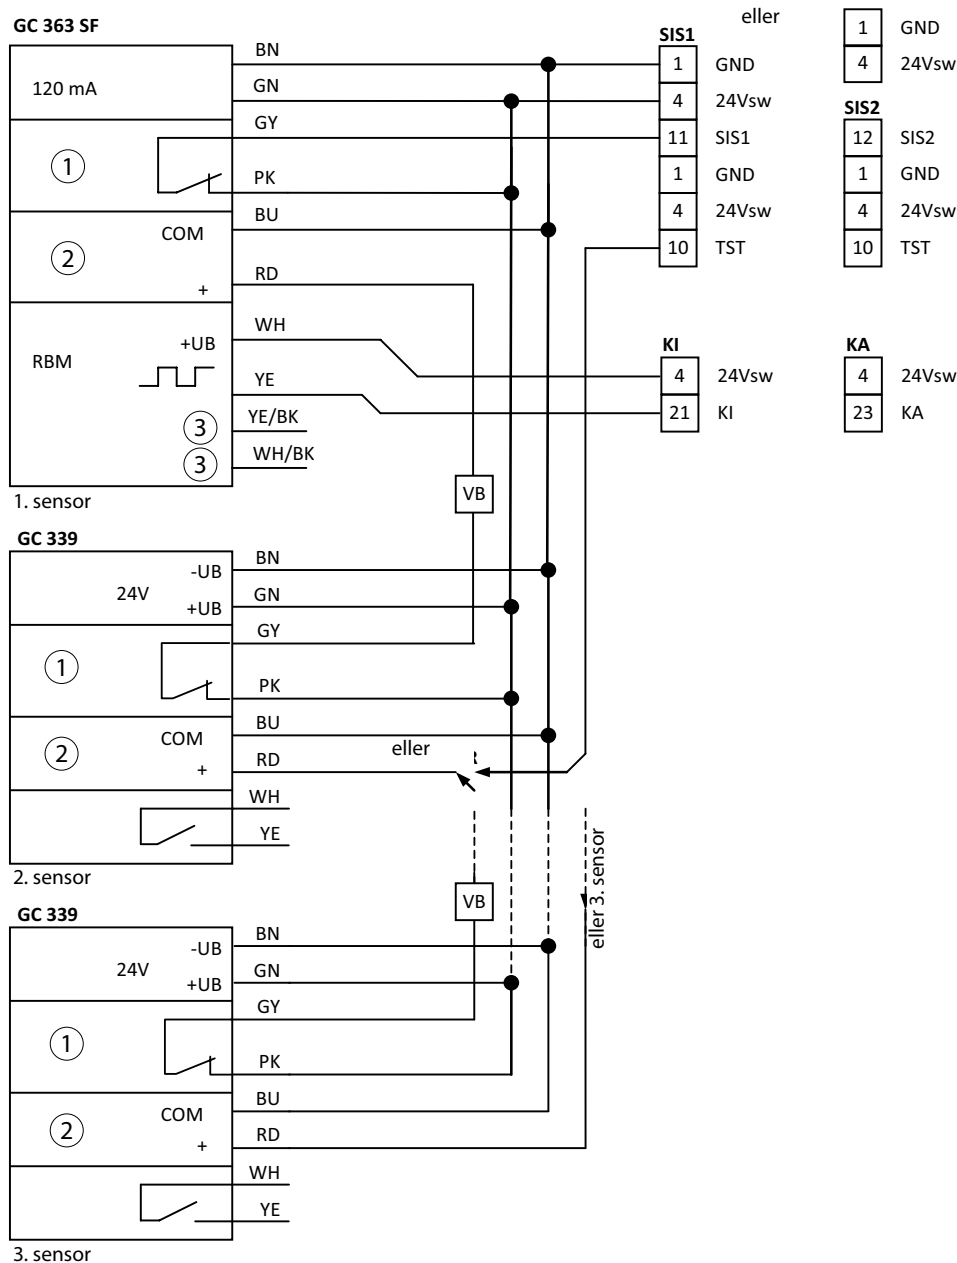 GC 363 SF
120 mA
1
2
COM
+
RBM
+UB
3
3
BN
GN
GY
PK
BU
RD
WH
YE
YE/BK
WH/BK
1. sensor
VB
eller
SIS1
1 GND
4 24Vsw
11 SIS1
1 GND
4 24Vsw
10 TST
1 GND
4 24Vsw
SIS2
12 SIS2
1 GND
4 24Vsw
10 TST
KI
4 24Vsw
21 KI
KA
4 24Vsw
23 KA
GC 339
24V
-UB
+UB
1
2
COM
+
BN
GN
GY
PK
BU
RD
WH
YE
eller
2. sensor
VB
eller 3. sensor
GC 339
24V
-UB
+UB
1
2
COM
+
BN
GN
GY
PK
BU
RD
WH
YE
3. sensor